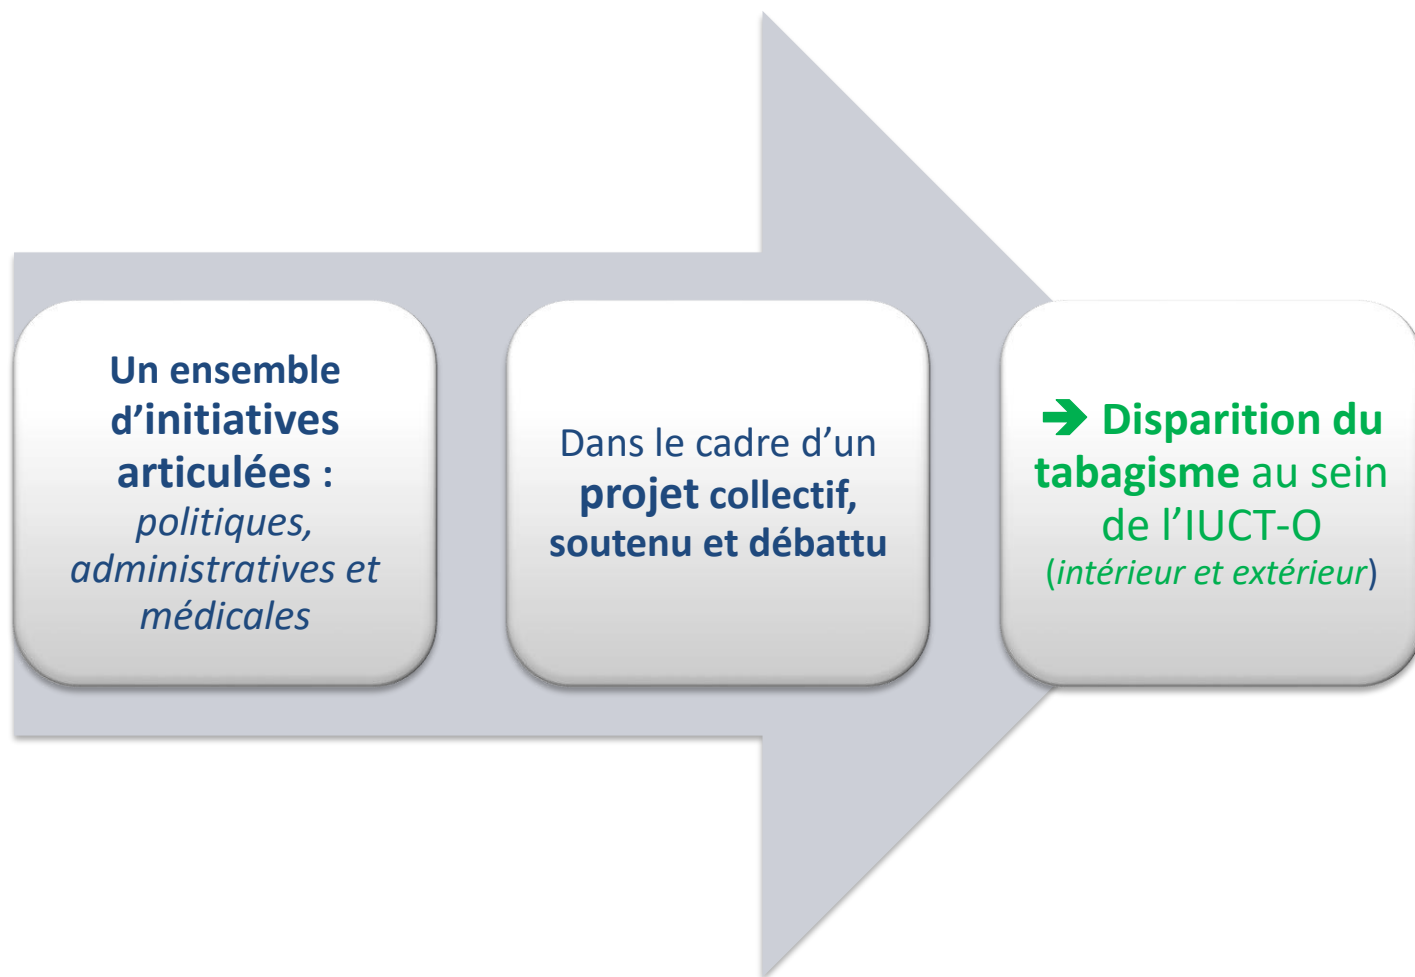 Un ensemble
d’initiatives
articulées :
politiques,
administratives et
médicales
Dans le cadre d’un
projet collectif,
soutenu et débattu
➔ Disparition du
tabagisme au sein
de l’IUCT-O
(intérieur et extérieur)